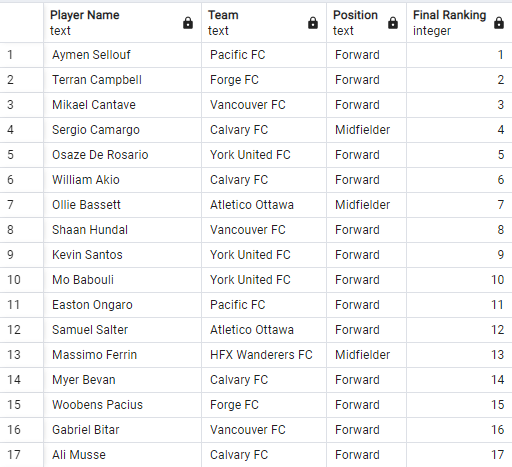 Player Name Team Position Final Ranking
text text text integer
1 Aymen Sellouf Pacific FC Forward 1
2 Terran Campbell Forge FC Forward 2
3 Mikael Cantave Vancouver FC Forward 3
4 Sergio Camargo Calvary FC Midfielder 4
5 Osaze De Rosario York United FC Forward 5
6 William Akio Calvary FC Forward 6
7 Ollie Bassett Atletico Ottawa Midfielder 7
8 Shaan Hundal Vancouver FC Forward 8
9 Kevin Santos York United FC Forward 9
10 Mo Babouli York United FC Forward 10
11 Easton Ongaro Pacific FC Forward 11
12 Samuel Salter Atletico Ottawa Forward 12
13 Massimo Ferrin HFX Wanderers FC Midfielder 13
14 Myer Bevan Calvary FC Forward 14
15 Woobens Pacius Forge FC Forward 15
16 Gabriel Bitar Vancouver FC Forward 16
17 Ali Musse Calvary FC Forward 17